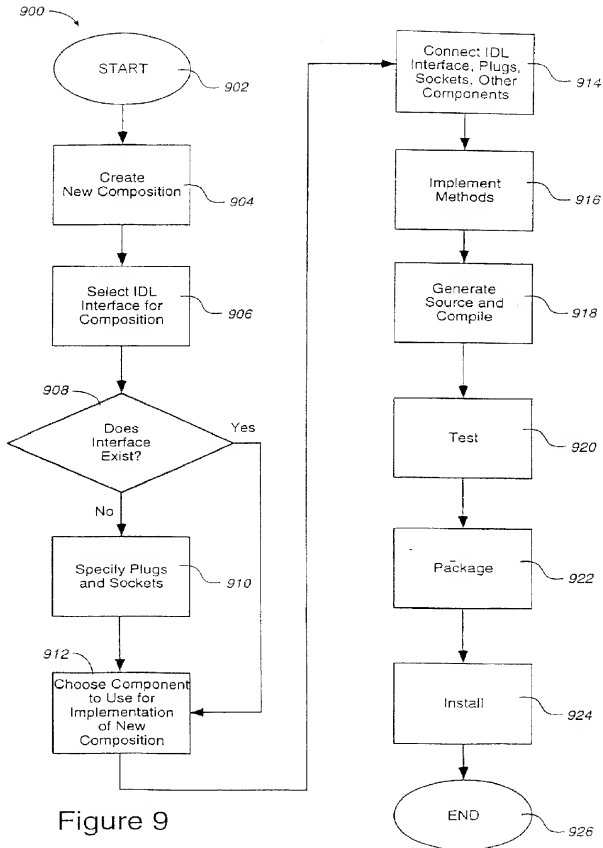 900
START
902
Create
New Composition
904
Select IDL
Interface for
Composition
906
908
Does
Interface
Exist?
Yes
No
Specify Plugs
and Sockets
910
912
Choose Component
to Use for
Implementation
of New
Composition
Connect IDL
Interface, Plugs,
Sockets, Other
Components
914
Implement
Methods
916
Generate
Source and
Compile
918
Test
920
Package
922
Install
924
END
926
Figure 9